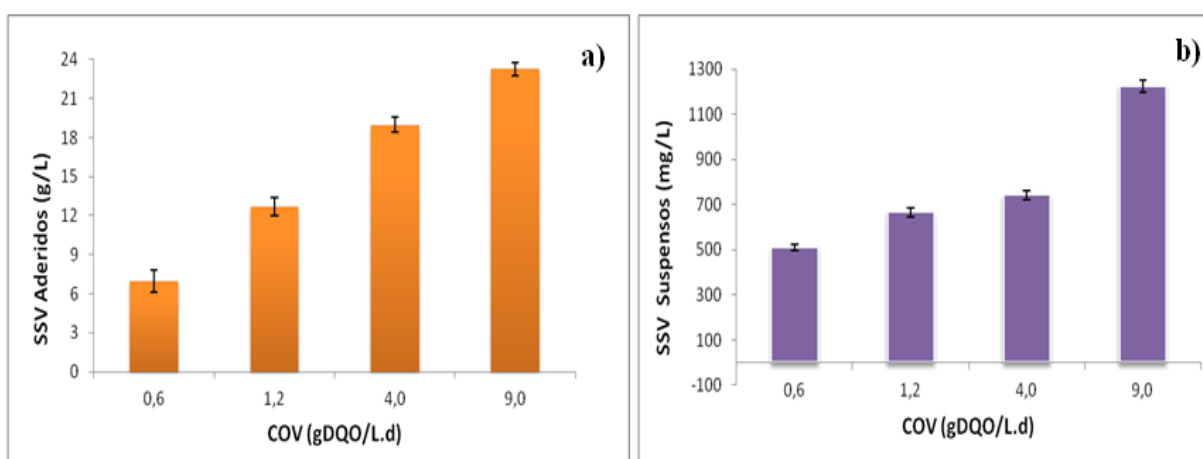 a)
SSV Aderidos (g/L)
24
21
18
15
12
9
6
3
0
0,6 1,2 4,0 9,0
COV (gDQO/L.d)
b)
SSV Suspensos (mg/L)
1300
1100
900
700
500
300
100
-100
0,6 1,2 4,0 9,0
COV (gDQO/L.d)